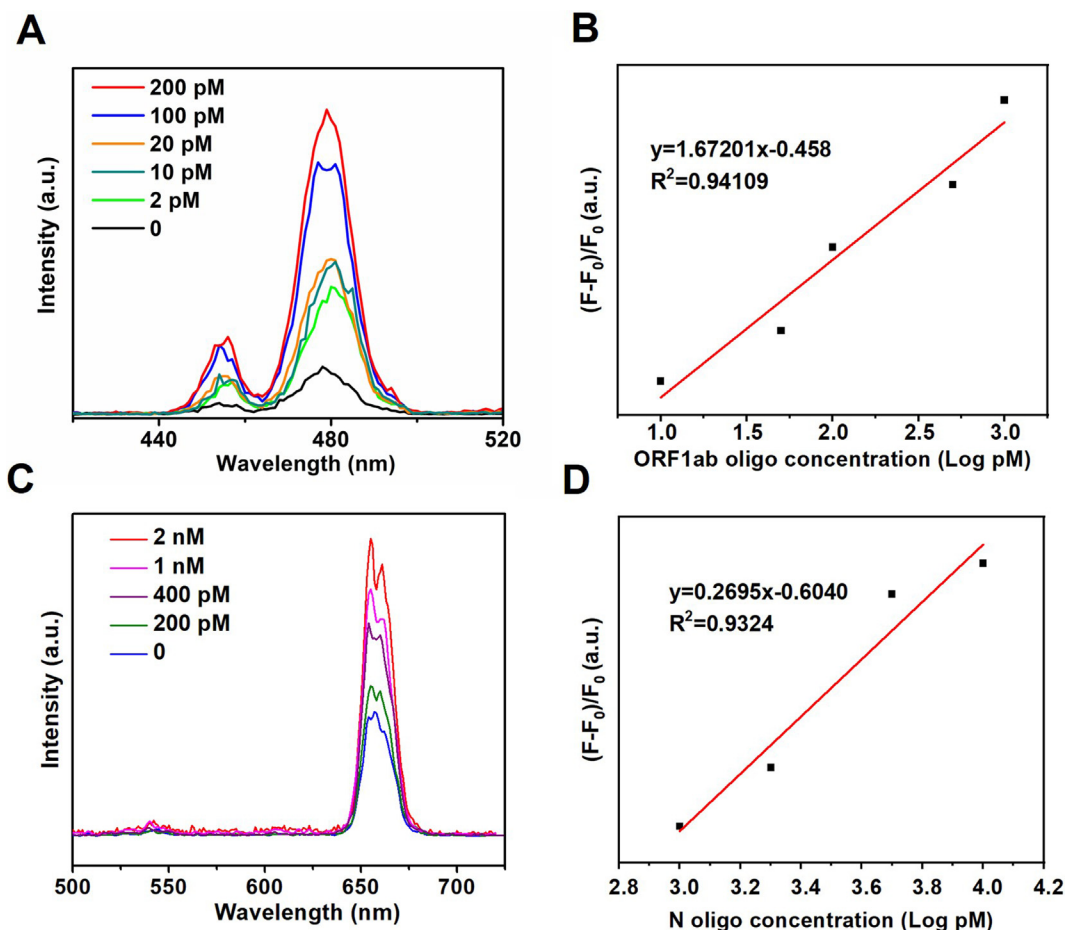 A
200 pM
100 pM
20 pM
10 pM
2 pM
0
Intensity (a.u.)
440
480
520
Wavelength (nm)
B
y=1.67201x-0.458
R²=0.94109
(F-F₀)/F₀ (a.u.)
1.0
1.5
2.0
2.5
3.0
ORF1ab oligo concentration (Log pM)
C
2 nM
1 nM
400 pM
200 pM
0
Intensity (a.u.)
500
550
600
650
700
Wavelength (nm)
D
y=0.2695x-0.6040
R²=0.9324
(F-F₀)/F₀ (a.u.)
2.8
3.0
3.2
3.4
3.6
3.8
4.0
4.2
N oligo concentration (Log pM)